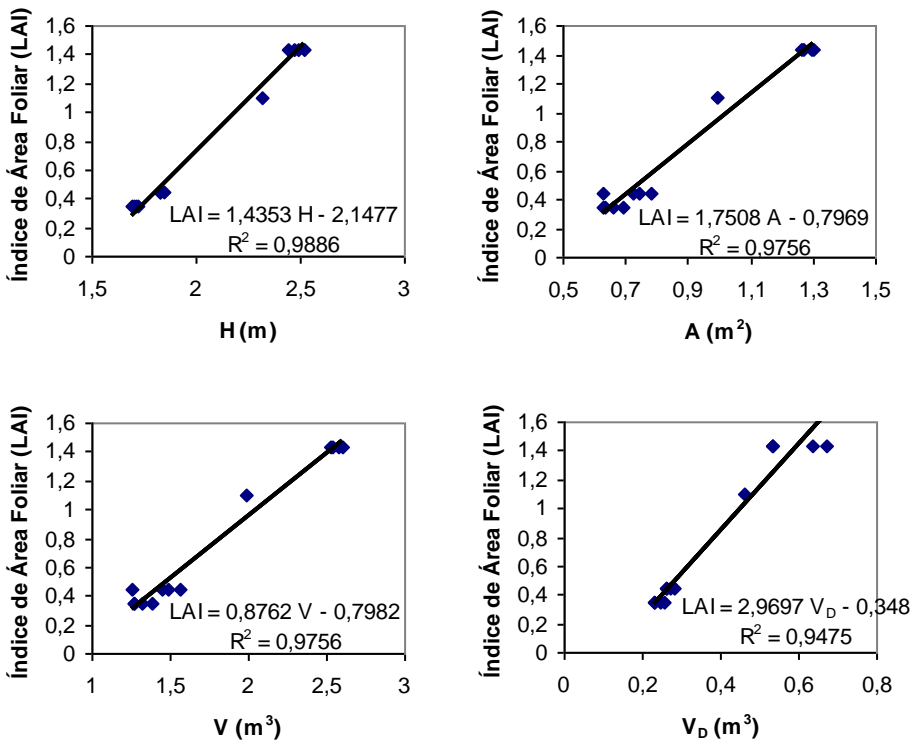 Índice de Área Foliar (LAI)
1,6
1,4
1,2
1
0,8
0,6
0,4
0,2
0
LAI = 1,4353 H - 2,1477
R² = 0,9886
1,5 2 2,5 3
H (m)
Índice de Área Foliar (LAI)
1,6
1,4
1,2
1
0,8
0,6
0,4
0,2
0
LAI = 1,7508 A - 0,7969
R² = 0,9756
0,5 0,7 0,9 1,1 1,3 1,5
A (m²)
Índice de Área Foliar (LAI)
1,6
1,4
1,2
1
0,8
0,6
0,4
0,2
0
LAI = 0,8762 V - 0,7982
R² = 0,9756
1 1,5 2 2,5 3
V (m³)
Índice de Área Foliar (LAI)
1,6
1,4
1,2
1
0,8
0,6
0,4
0,2
0
LAI = 2,9697 V_D - 0,348
R² = 0,9475
0 0,2 0,4 0,6 0,8
V_D (m³)